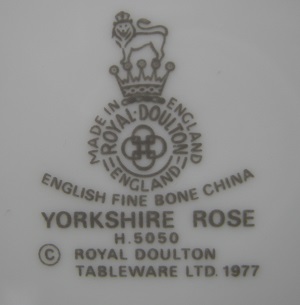 MADE IN ENGLAND
ROYAL·DOULTON
ENGLAND
ENGLISH FINE BONE CHINA
YORKSHIRE ROSE
H.5050
© ROYAL DOULTON
TABLEWARE LTD. 1977